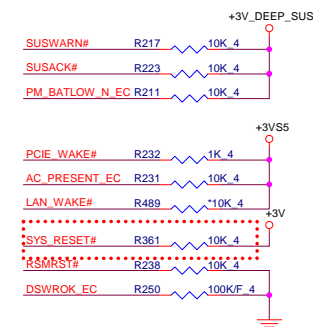 +3V_DEEP_SUS
SUSWARN# R217 10K_4
SUSACK# R223 10K_4
PM_BATLOW_N_EC R211 10K_4
+3VS5
PCIE_WAKE# R232 1K_4
AC_PRESENT_EC R231 10K_4
LAN_WAKE# R489 *10K_4
+3V
SYS_RESET# R361 10K_4
RSMRST# R238 10K_4
DSWROK_EC R250 100K/F_4